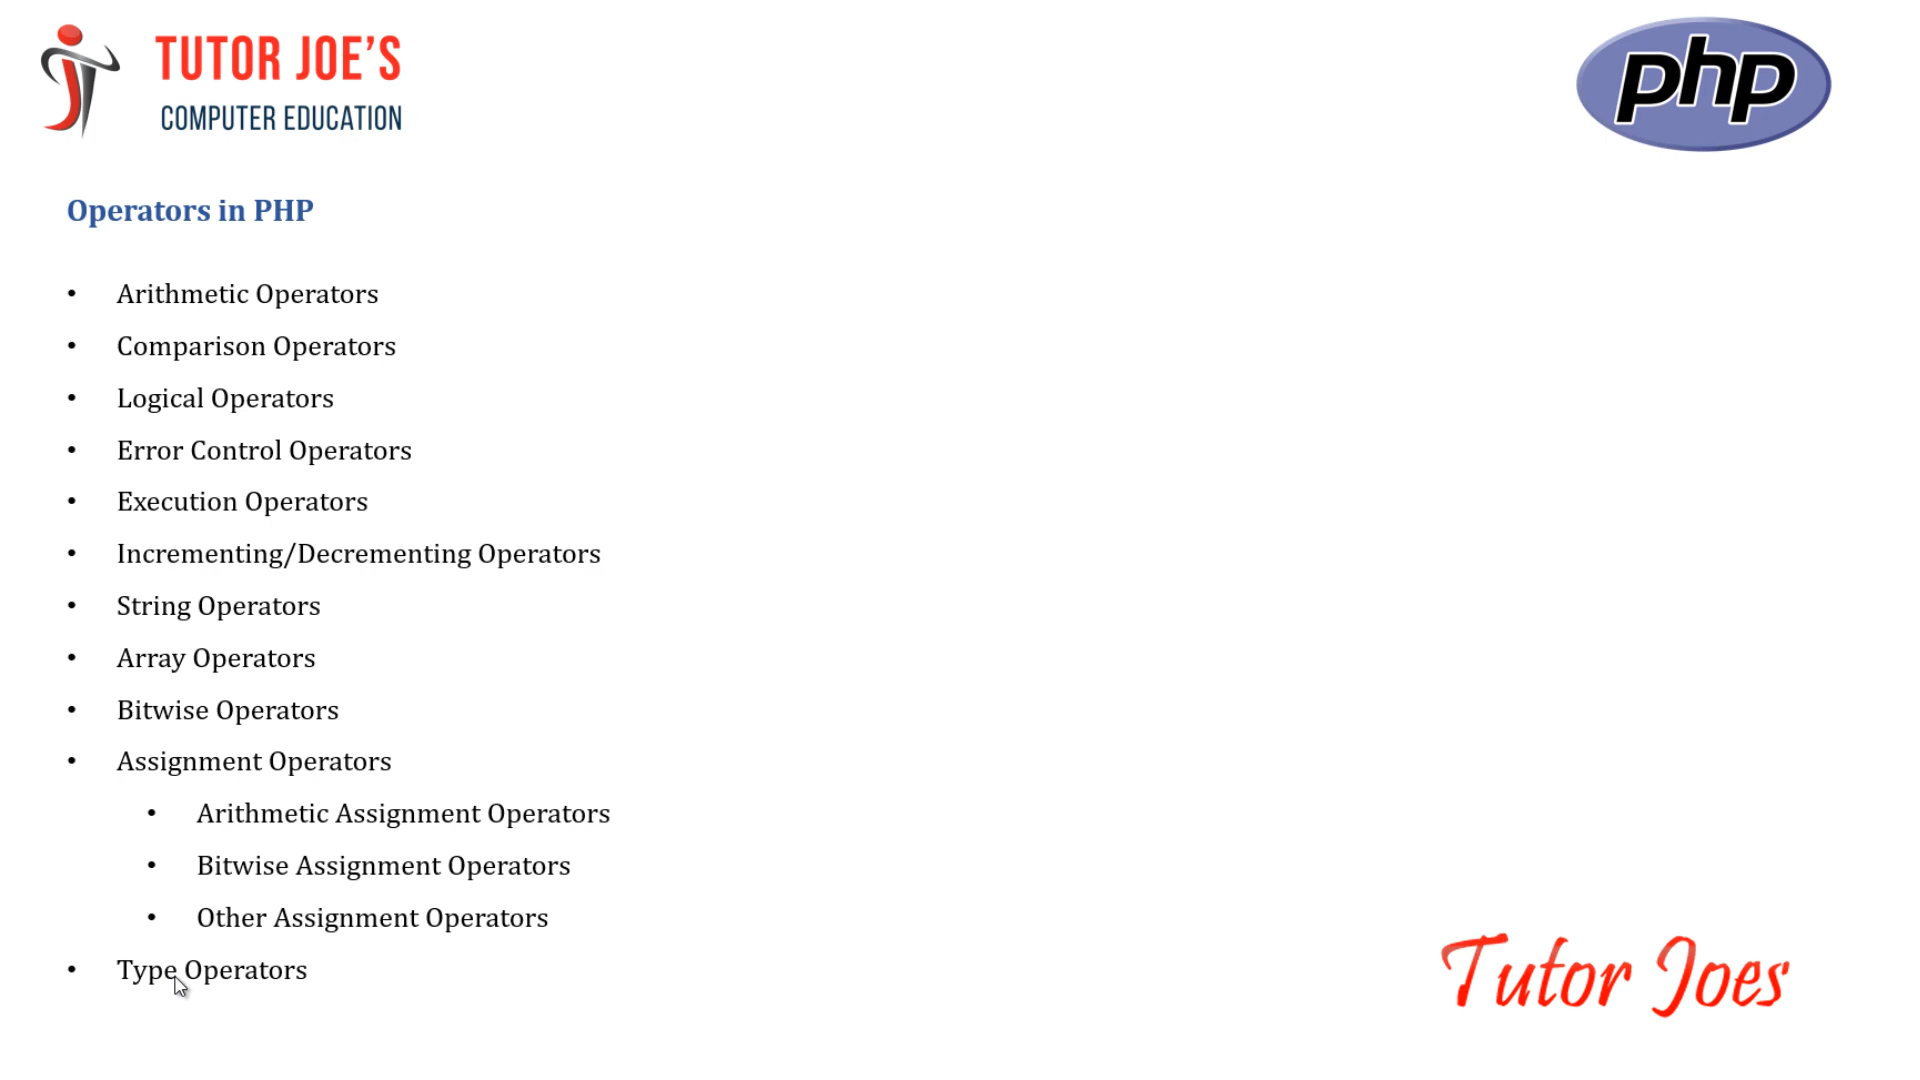 TUTOR JOE'S
COMPUTER EDUCATION
php
Operators in PHP
• Arithmetic Operators
• Comparison Operators
• Logical Operators
• Error Control Operators
• Execution Operators
• Incrementing/Decrementing Operators
• String Operators
• Array Operators
• Bitwise Operators
• Assignment Operators
• Arithmetic Assignment Operators
• Bitwise Assignment Operators
• Other Assignment Operators
• Type Operators
Tutor Joes